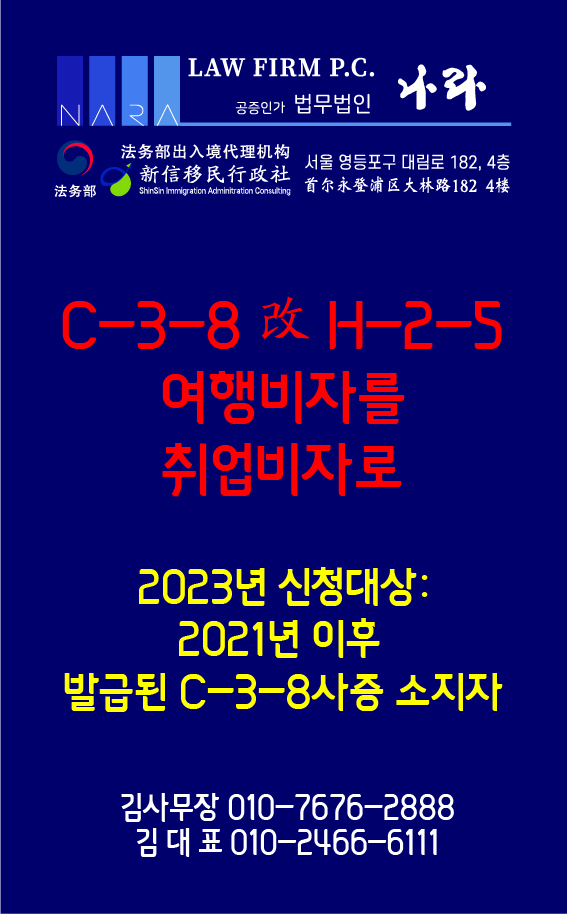 LAW FIRM P.C.
NARA
공증인가 법무법인 나라
法务部出入境代理机构
新信移民行政社
法务部
ShinSin Immigration Adminitration Consulting
서울 영등포구 대림로 182, 4층
首尔永登浦区大林路182 4楼
C-3-8 改 H-2-5
여행비자를
취업비자로
2023년 신청대상:
2021년 이후
발급된 C-3-8사증 소지자
김사무장 010-7676-2888
김 대 표 010-2466-6111